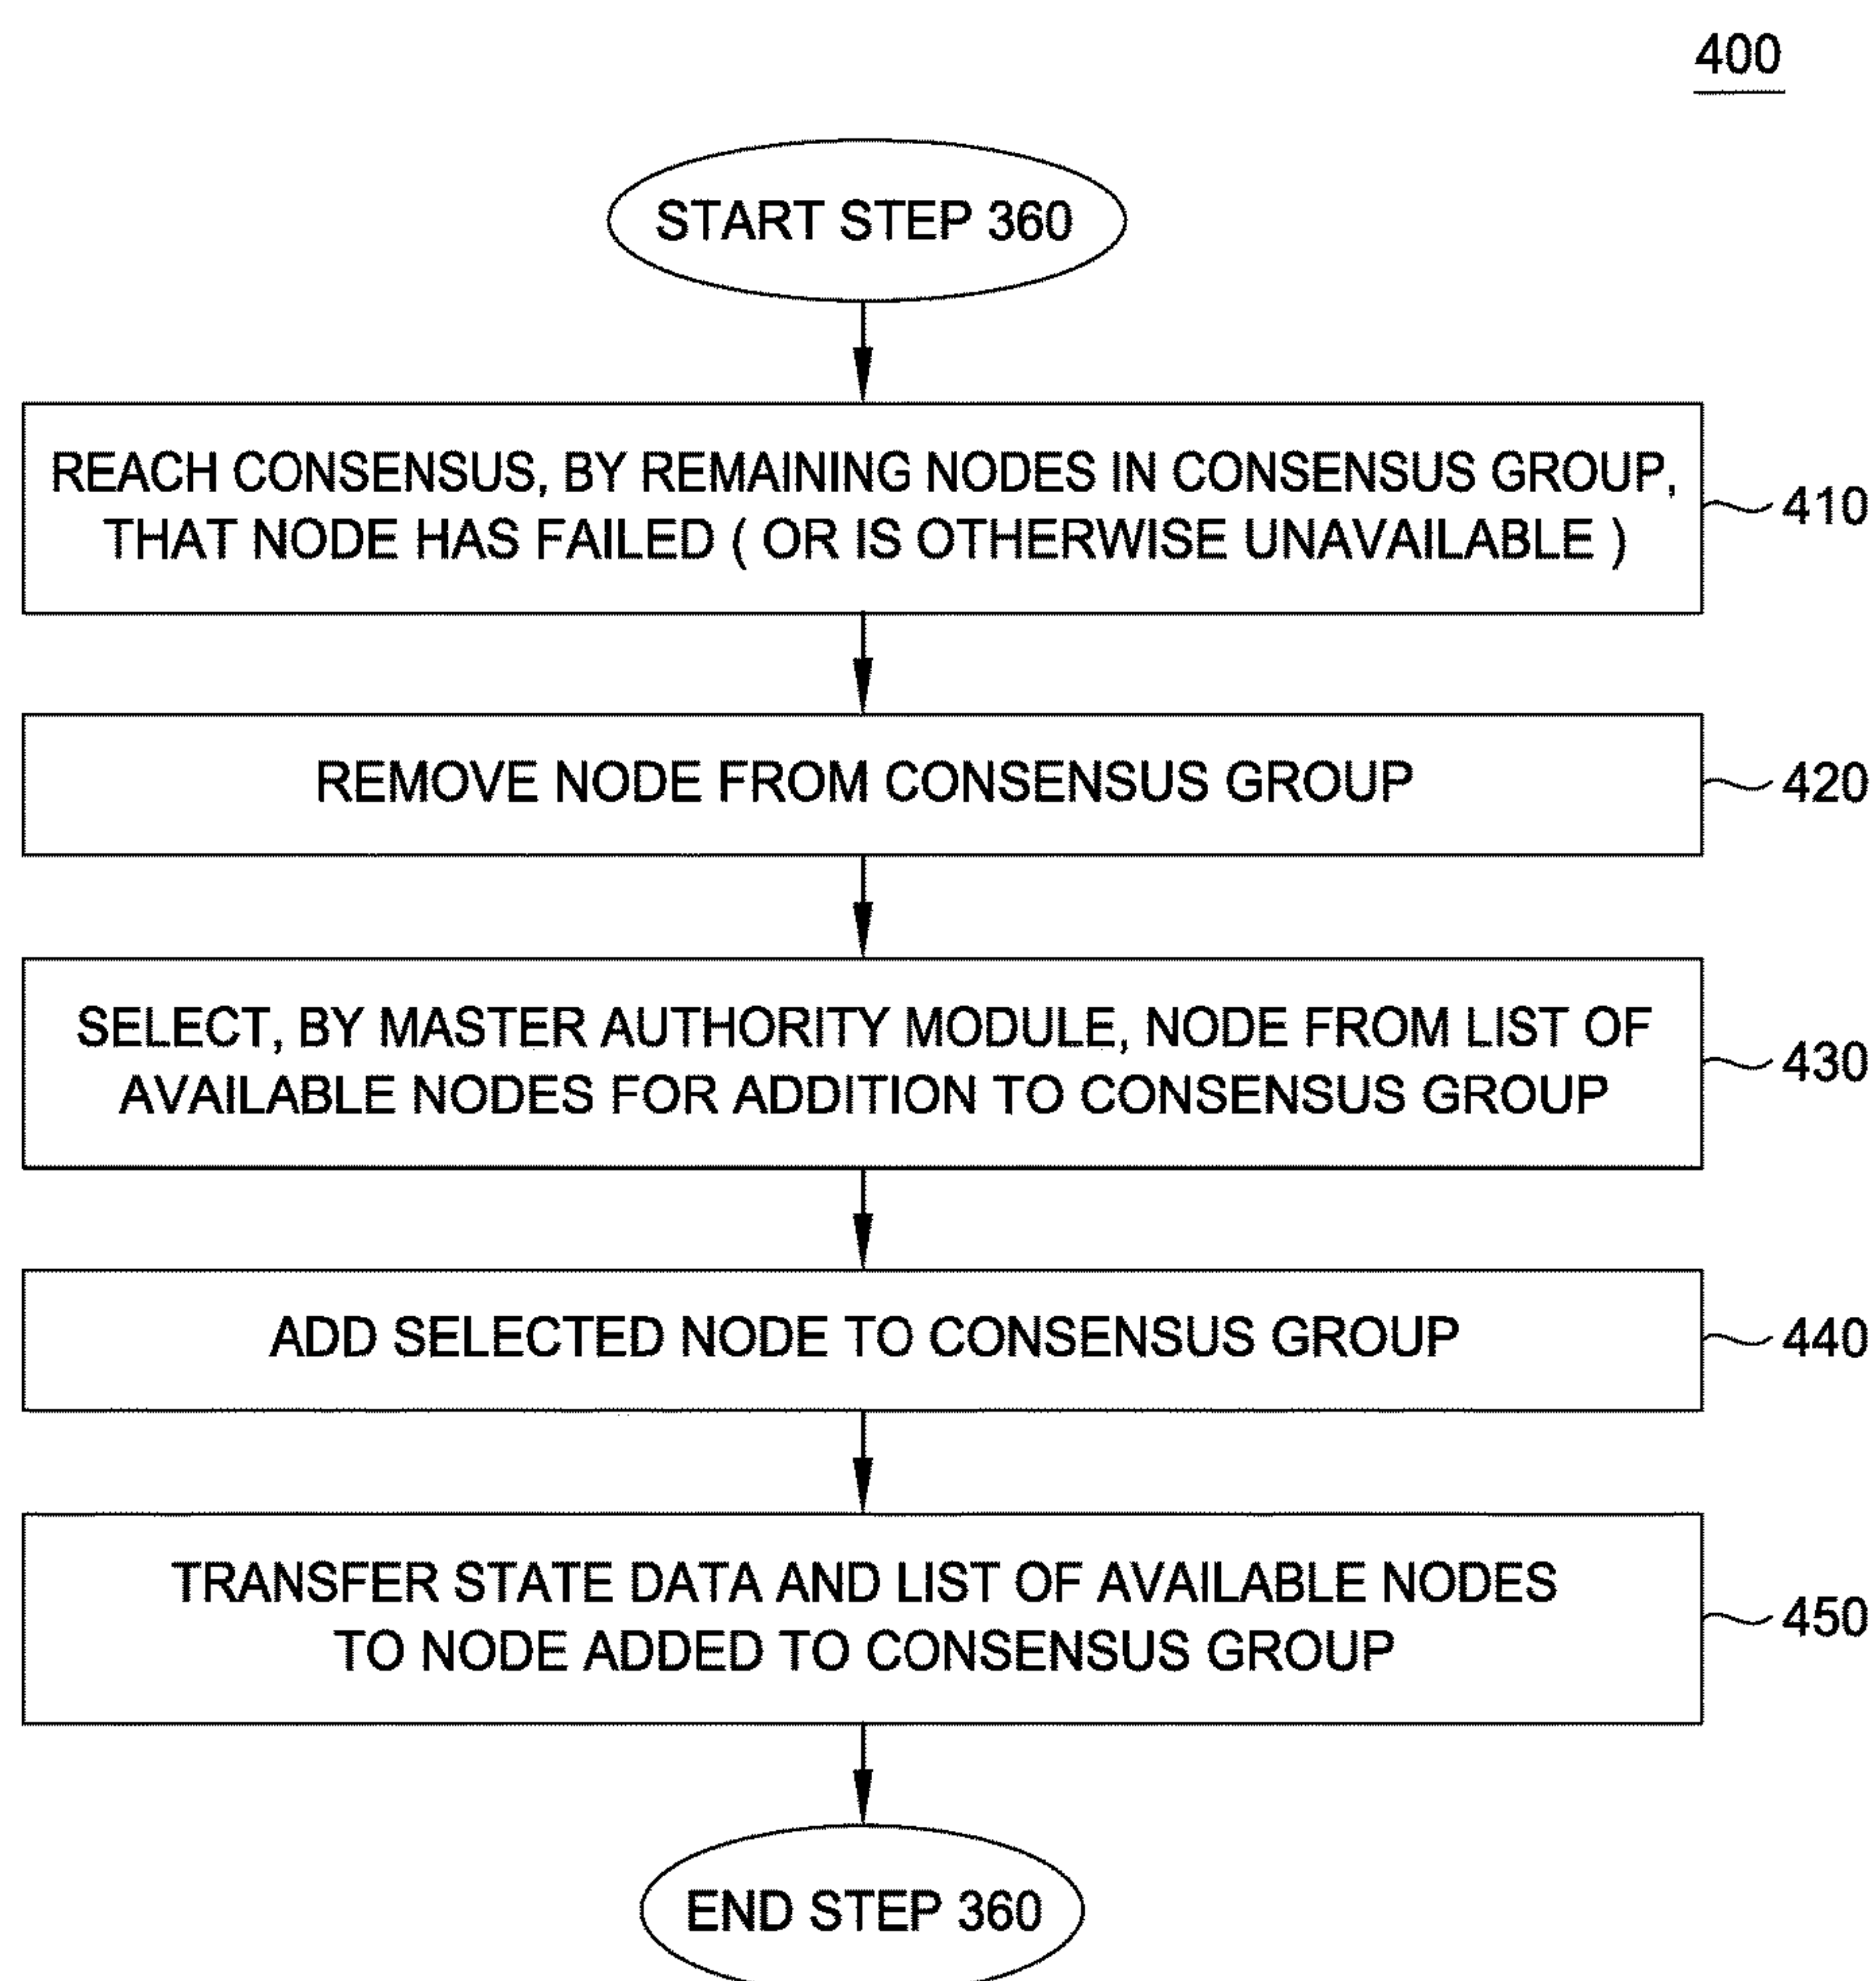 400
START STEP 360
REACH CONSENSUS, BY REMAINING NODES IN CONSENSUS GROUP,
THAT NODE HAS FAILED ( OR IS OTHERWISE UNAVAILABLE )
410
REMOVE NODE FROM CONSENSUS GROUP
420
SELECT, BY MASTER AUTHORITY MODULE, NODE FROM LIST OF
AVAILABLE NODES FOR ADDITION TO CONSENSUS GROUP
430
ADD SELECTED NODE TO CONSENSUS GROUP
440
TRANSFER STATE DATA AND LIST OF AVAILABLE NODES
TO NODE ADDED TO CONSENSUS GROUP
450
END STEP 360